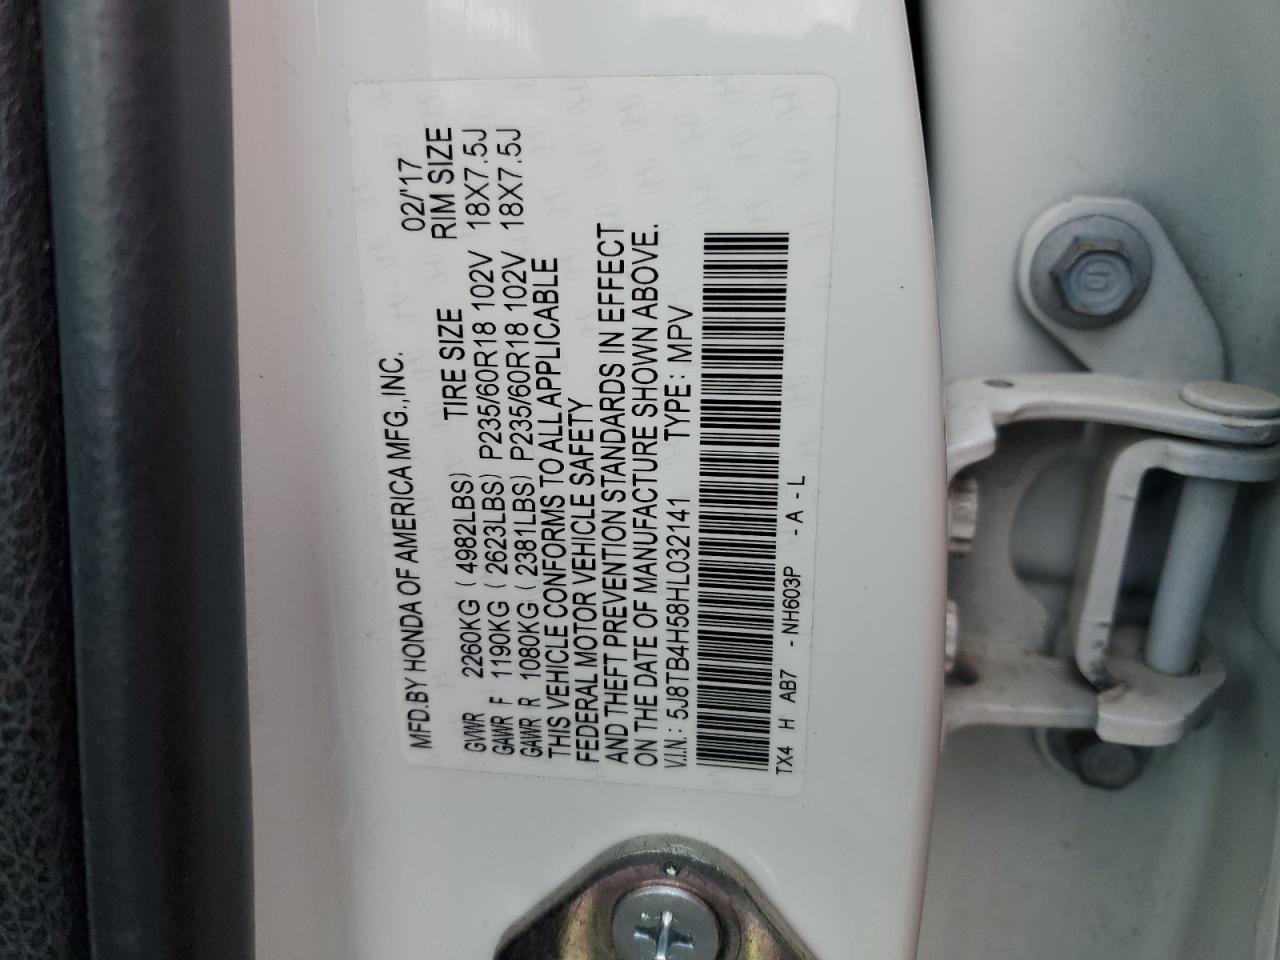 MFD.BY HONDA OF AMERICA MFG.,INC. 02/'17
TIRE SIZE RIM SIZE
GVWR 2260KG ( 4982LBS)
GAWR F 1190KG ( 2623LBS) P235/60R18 102V 18X7.5J
GAWR R 1080KG ( 2381LBS) P235/60R18 102V 18X7.5J
THIS VEHICLE CONFORMS TO ALL APPLICABLE
FEDERAL MOTOR VEHICLE SAFETY
AND THEFT PREVENTION STANDARDS IN EFFECT
ON THE DATE OF MANUFACTURE SHOWN ABOVE.
V.I.N.: 5J8TB4H58HL032141 TYPE: MPV
TX4 H AB7 - NH603P - A - L